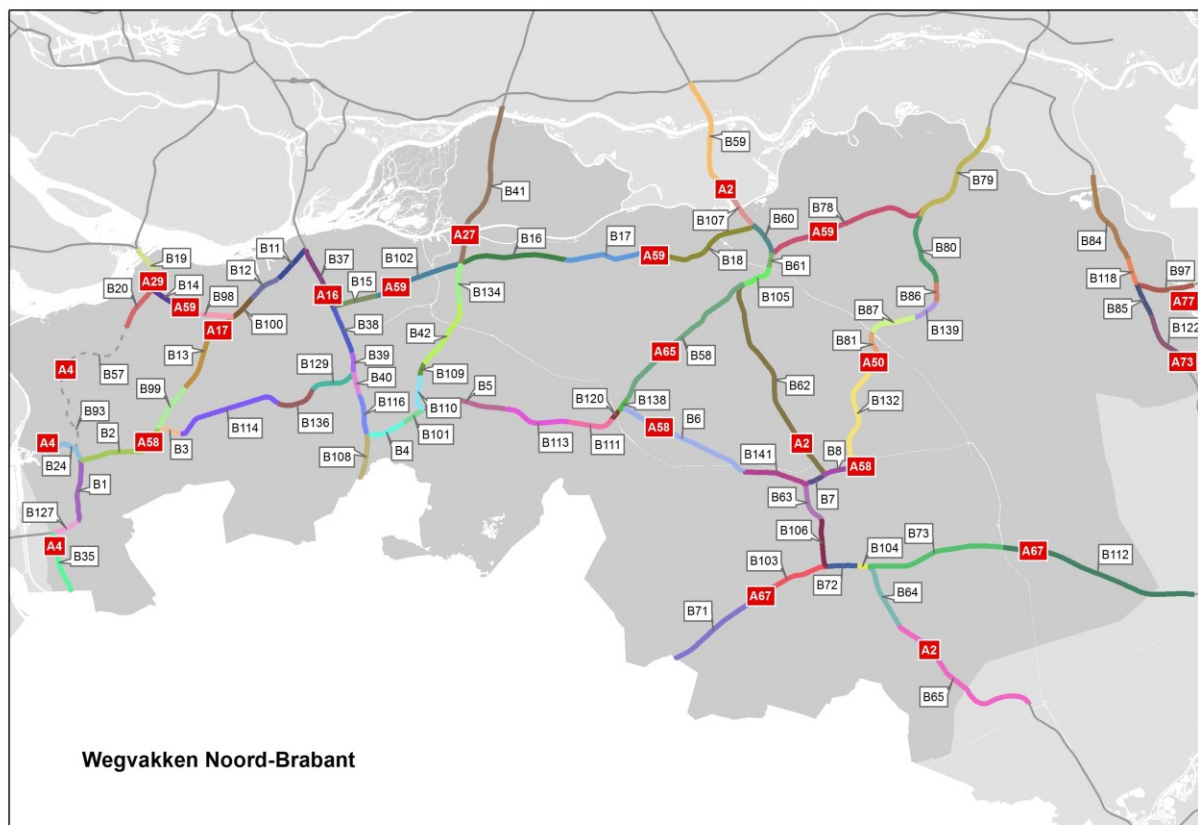 B59
B79
A2
B107
B60
B78
A59
B84
B41
A27
B19
B11
B37
B102
B16
B17
A59
B18
B61
B80
B118
B97
A29
B14
B12
B20
A59
B98
A16
B15
A59
B134
B105
B86
B85
A77
A17
B100
B38
B87
B139
B122
B13
B42
A65
B58
B81
A50
A73
A4
B57
B129
B39
B40
B109
B5
B62
B99
B120
B138
B132
B93
B2
B114
B136
B116
B110
A58
B6
A4
A58
B3
B101
B113
B111
A2
B8
B24
B108
B4
B141
A58
B1
B63
B7
B127
B106
B104
B73
A4
B35
B103
A67
B112
B72
B71
A67
B64
A2
B65
Wegvakken Noord-Brabant